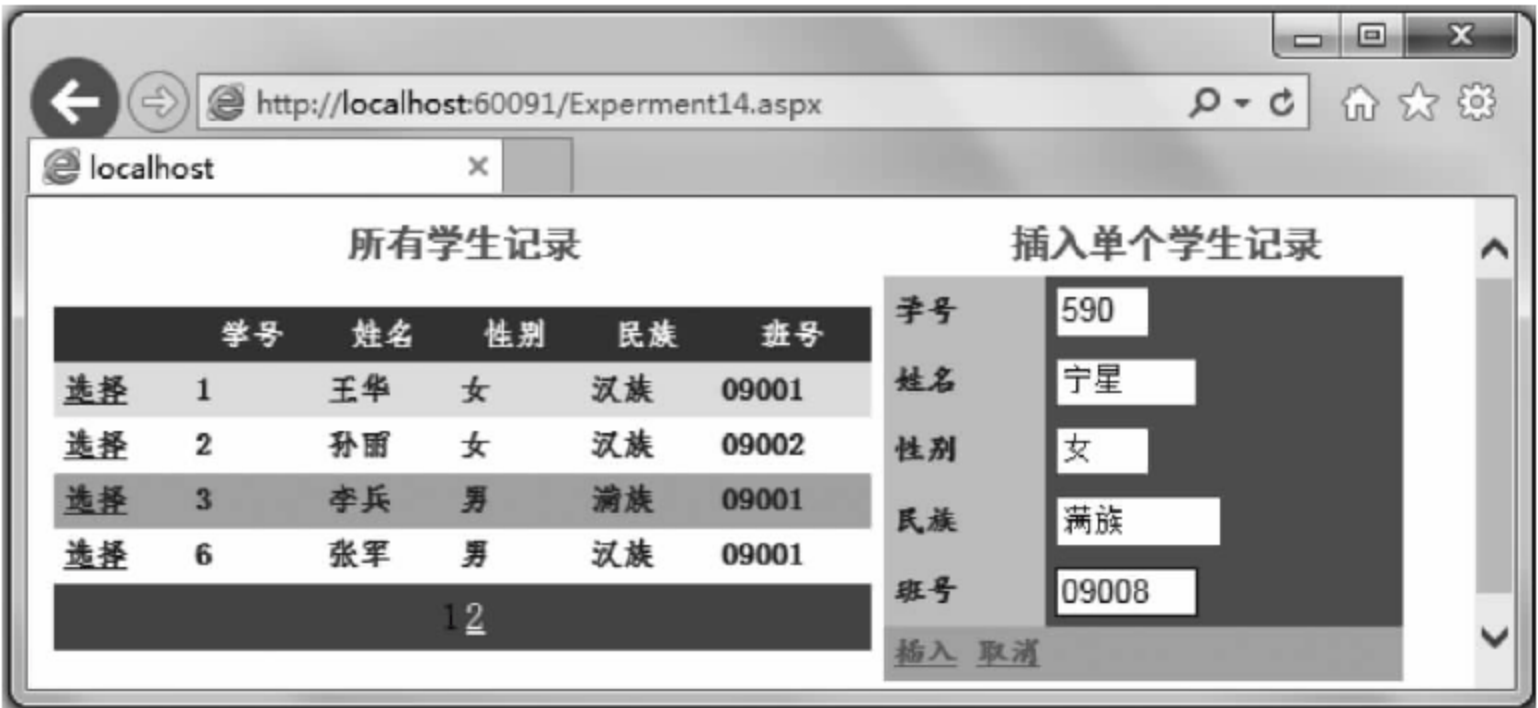 http://localhost:60091/Experment14.aspx
localhost
所有学生记录
学号 姓名 性别 民族 班号
选择 1 王华 女 汉族 09001
选择 2 孙丽 女 汉族 09002
选择 3 李兵 男 满族 09001
选择 6 张军 男 汉族 09001
1 2
插入单个学生记录
学号 590
姓名 宁星
性别 女
民族 满族
班号 09008
插入 取消